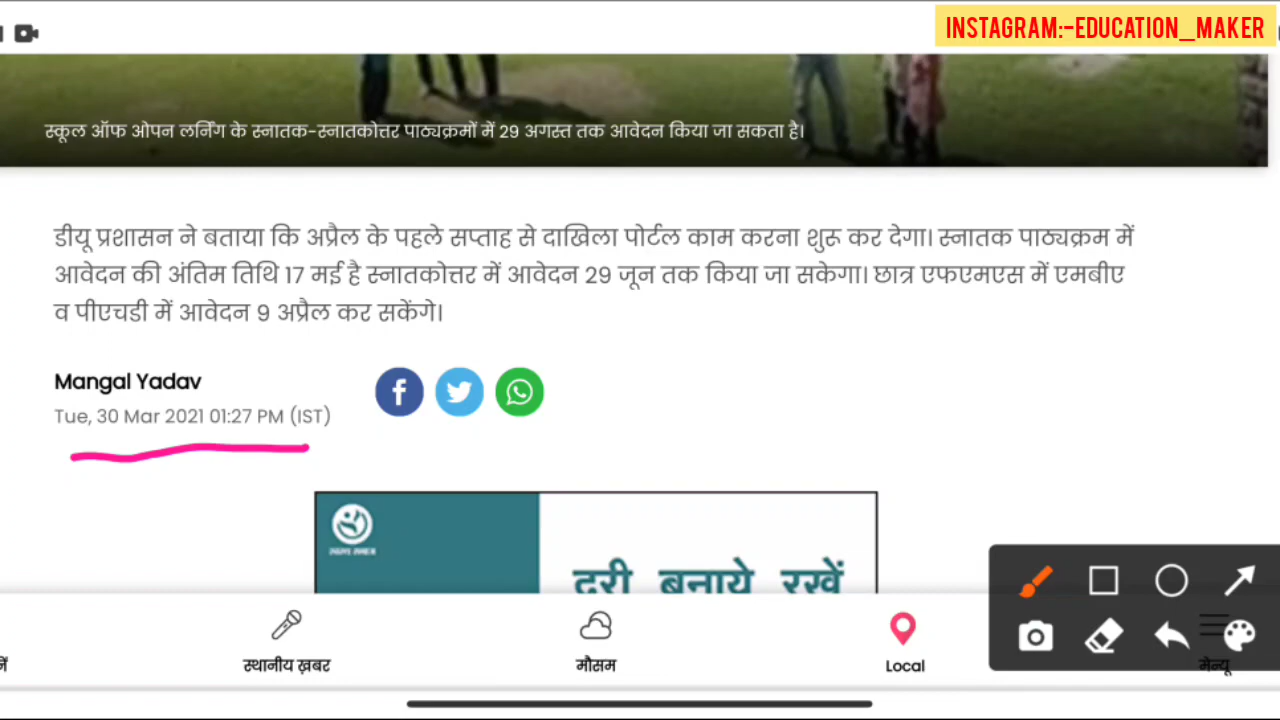 INSTAGRAM:-EDUCATION_MAKER
स्कूल ऑफ ओपन लर्निंग के स्नातक-स्नातकोत्तर पाठ्यक्रमों में 29 अगस्त तक आवेदन किया जा सकता है।
डीयू प्रशासन ने बताया कि अप्रैल के पहले सप्ताह से दाखिला पोर्टल काम करना शुरू कर देगा। स्नातक पाठ्यक्रम में
आवेदन की अंतिम तिथि 17 मई है स्नातकोत्तर में आवेदन 29 जून तक किया जा सकेगा। छात्र एफएमएस में एमबीए
व पीएचडी में आवेदन 9 अप्रैल कर सकेंगे।
Mangal Yadav
Tue, 30 Mar 2021 01:27 PM (IST)
दूरी बनाये रखें
स्थानीय ख़बर
मौसम
Local
मेन्यू